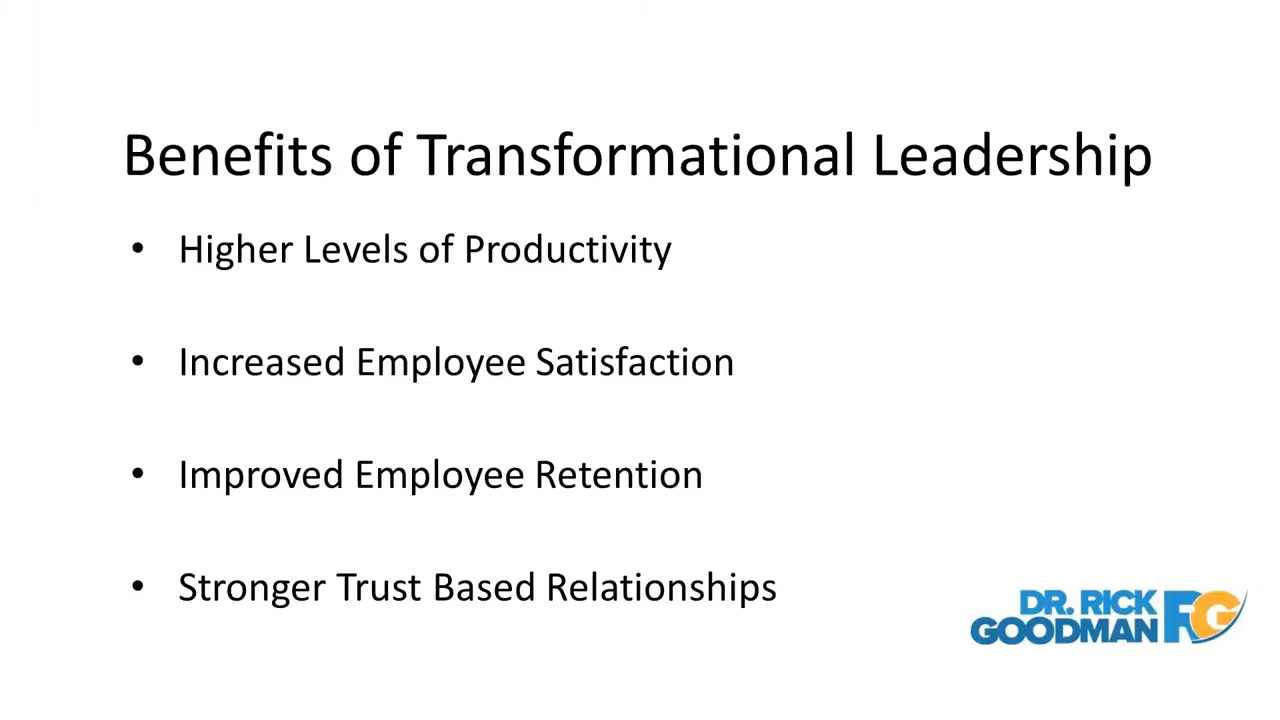 Benefits of Transformational Leadership
• Higher Levels of Productivity
• Increased Employee Satisfaction
• Improved Employee Retention
• Stronger Trust Based Relationships
DR. RICK
GOODMAN RG